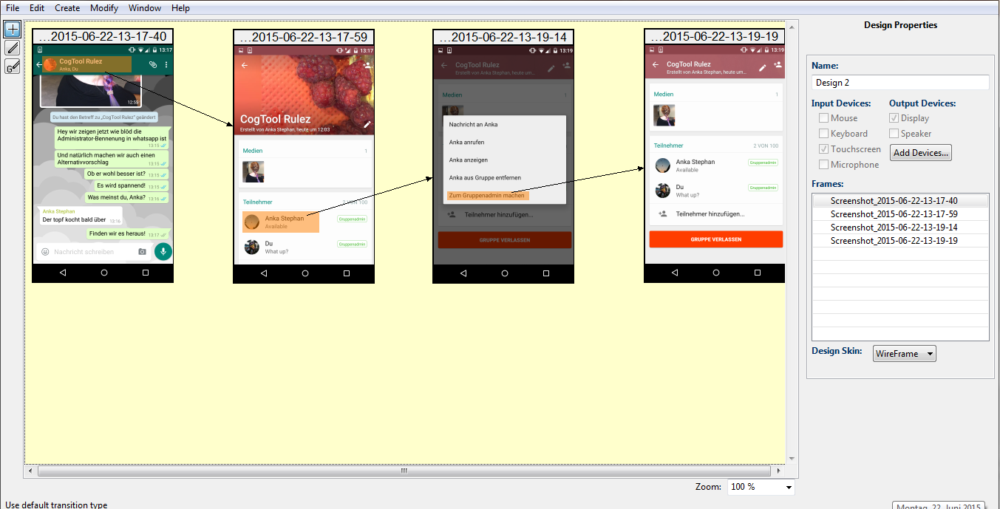 File Edit Create Modify Window Help
...2015-06-22-13-17-40
13:17
CogTool Rulez
Anka, Du
12:55
Du hast den Betreff zu „CogTool Rulez“ geändert
Hey wir zeigen jetzt wie blöd die
Administrator-Bennenung in whatsapp ist
13:15
Und natürlich machen wir auch einen
Alternativvorschlag
13:15
Ob er wohl besser ist? 13:15
Es wird spannend! 13:15
Was meinst du, Anka? 13:16
Anka Stephan
Der topf kocht bald über 13:16
Finden wir es heraus! 13:17
Nachricht schreiben
...2015-06-22-13-17-59
13:17
CogTool Rulez
Erstellt von Anka Stephan, heute um 12:03
Medien 1
Teilnehmer 2 VON 100
Anka Stephan Gruppenadmin
Available
Du Gruppenadmin
What up?
...2015-06-22-13-19-14
13:19
CogTool Rulez
Erstellt von Anka Stephan, heute um...
Medien 1
Nachricht an Anka
Anka anrufen
Anka anzeigen
Anka aus Gruppe entfernen
Zum Gruppenadmin machen
Teilnehmer hinzufügen...
GRUPPE VERLASSEN
...2015-06-22-13-19-19
13:19
CogTool Rulez
Erstellt von Anka Stephan, heute um...
Medien 1
Teilnehmer 2 VON 100
Anka Stephan Gruppenadmin
Available
Du Gruppenadmin
What up?
Teilnehmer hinzufügen...
GRUPPE VERLASSEN
Design Properties
Name:
Design 2
Input Devices: Output Devices:
Mouse Display
Keyboard Speaker
Touchscreen Add Devices...
Microphone
Frames:
Screenshot_2015-06-22-13-17-40
Screenshot_2015-06-22-13-17-59
Screenshot_2015-06-22-13-19-14
Screenshot_2015-06-22-13-19-19
Design Skin: WireFrame
Zoom: 100 %
Use default transition type
Montag, 22. Juni 2015